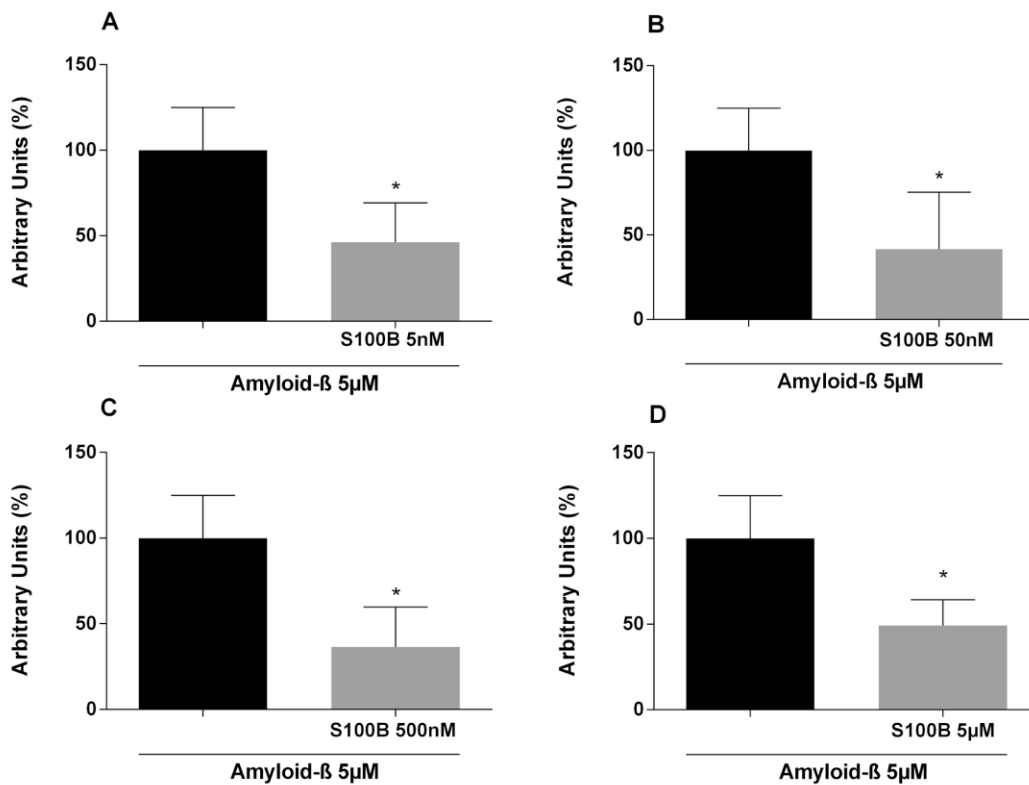 A
Arbitrary Units (%)
150
100
50
0
*
S100B 5nM
Amyloid-ß 5µM
B
Arbitrary Units (%)
150
100
50
0
*
S100B 50nM
Amyloid-ß 5µM
C
Arbitrary Units (%)
150
100
50
0
*
S100B 500nM
Amyloid-ß 5µM
D
Arbitrary Units (%)
150
100
50
0
*
S100B 5µM
Amyloid-ß 5µM